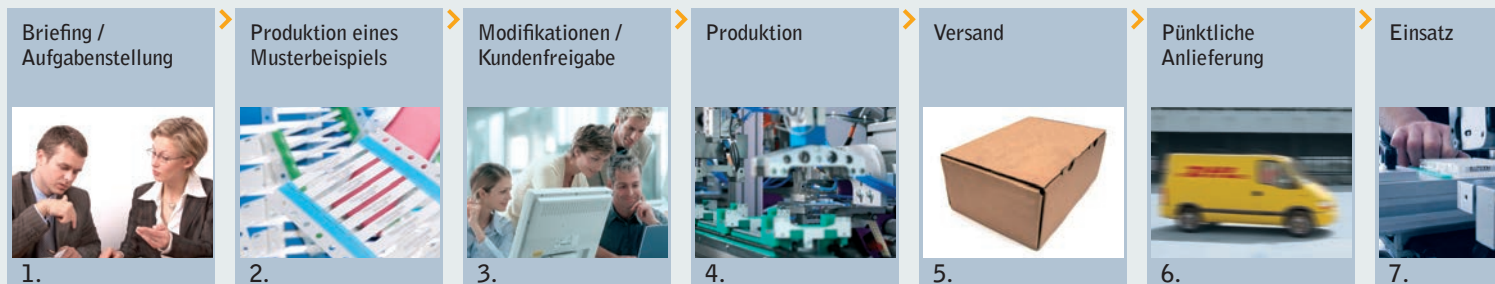 Briefing /
Aufgabenstellung
1.
Produktion eines
Musterbeispiels
2.
Modifikationen /
Kundenfreigabe
3.
Produktion
4.
Versand
5.
Pünktliche
Anlieferung
6.
Einsatz
7.